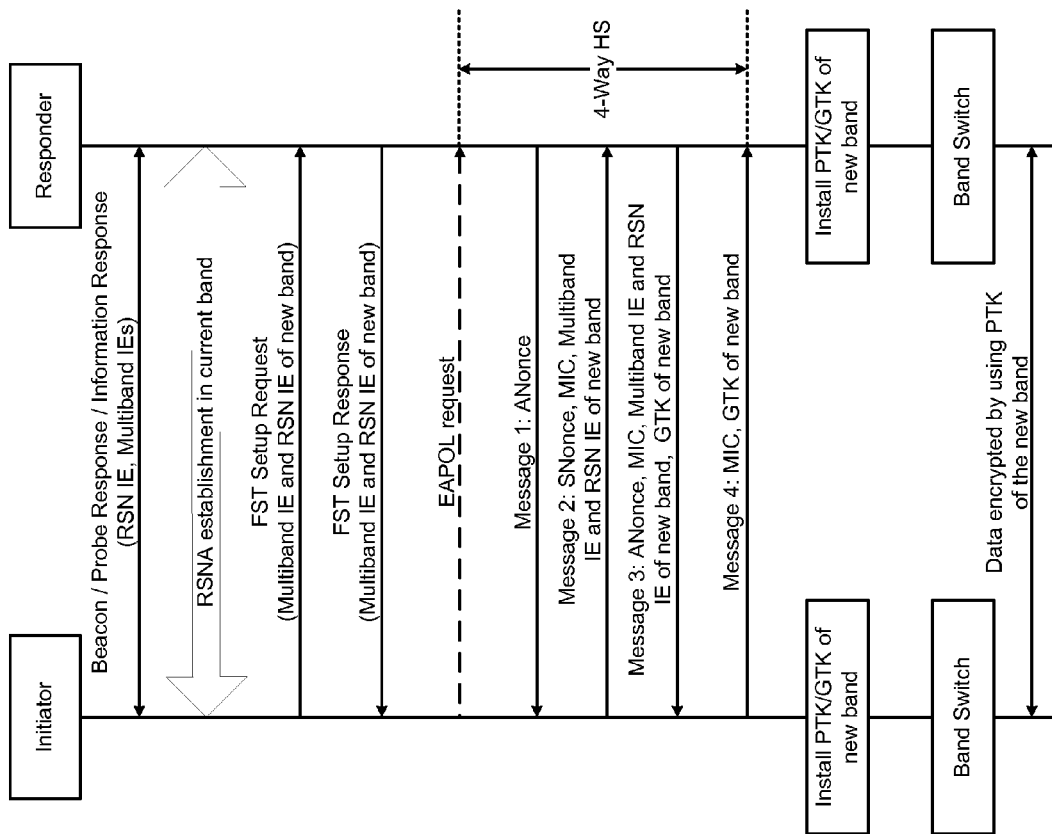 Initiator
Responder
Beacon / Probe Response / Information Response
(RSN IE, Multiband IEs)
RSNA establishment in current band
FST Setup Request
(Multiband IE and RSN IE of new band)
FST Setup Response
(Multiband IE and RSN IE of new band)
EAPOL request
Message 1: ANonce
Message 2: SNonce, MIC, Multiband
IE and RSN IE of new band
Message 3: ANonce, MIC, Multiband IE and RSN
IE of new band, GTK of new band
Message 4: MIC, GTK of new band
4-Way HS
Install PTK/GTK of
new band
Install PTK/GTK of
new band
Band Switch
Band Switch
Data encrypted by using PTK
of the new band